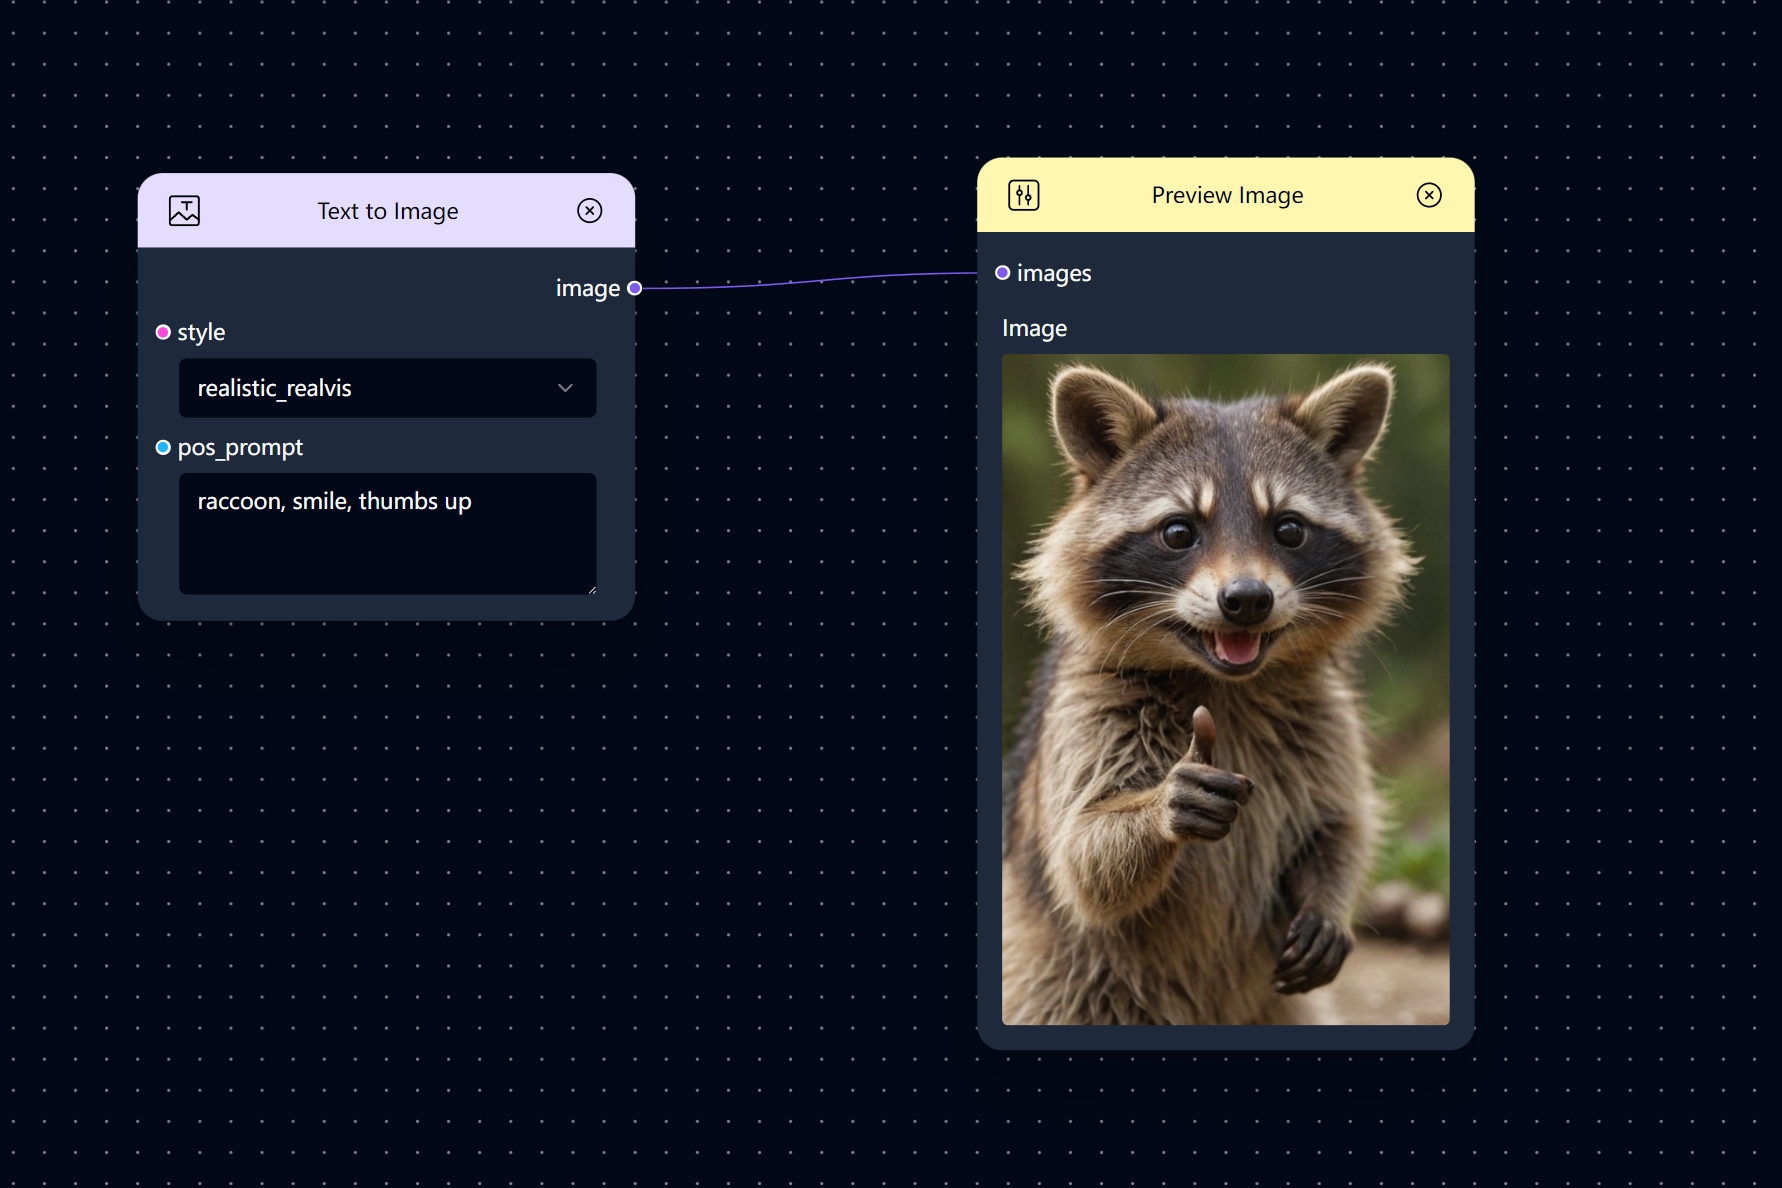 Text to Image
image
style
realistic_realvis
pos_prompt
raccoon, smile, thumbs up
Preview Image
images
Image